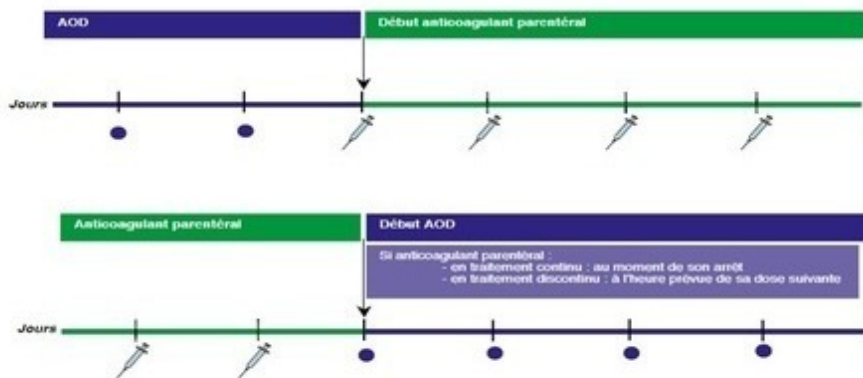 AOD
Début anticoagulant parentéral
Jours
Anticoagulant parentéral
Début AOD
Si anticoagulant parentéral :
- en traitement continu : au moment de son arrêt
- en traitement discontinu : à l'heure prévue de sa dose suivante
Jours